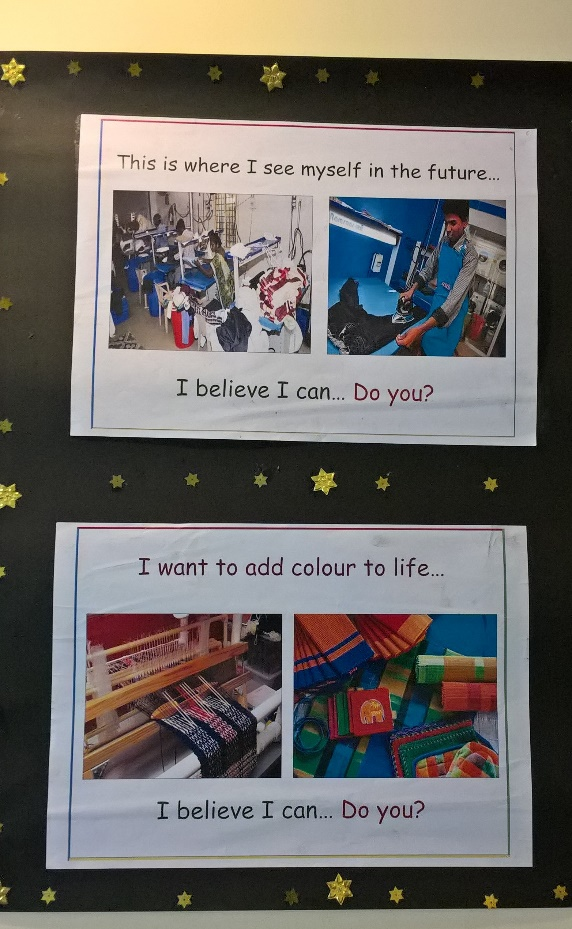 This is where I see myself in the future...
I believe I can... Do you?
I want to add colour to life...
I believe I can... Do you?